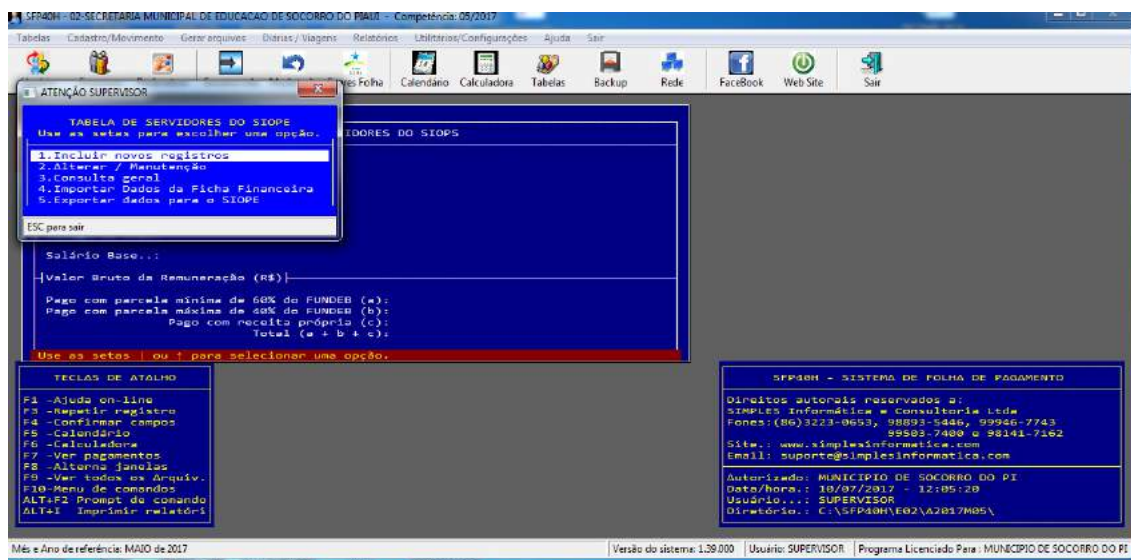 SFP40H - 02-SECRETARIA MUNICIPAL DE EDUCACAO DE SOCORRO DO PIAUI - Competência: 05/2017
Tabelas Cadastro/Movimento Gerar arquivos Diárias / Viagens Relatórios Utilitários/Configurações Ajuda Sair
Folha Calendário Calculadora Tabelas Backup Rede FaceBook Web Site Sair
ATENÇÃO SUPERVISOR
TABELA DE SERVIDORES DO SIOPE
Use as setas para escolher uma opção.
IDORES DO SIOPS
1.Incluir novos registros
2.Alterar / Manutenção
3.Consulta geral
4.Importar Dados da Ficha Financeira
5.Exportar dados para o SIOPE
ESC para sair
Salário Base..:
Valor Bruto da Remuneração (R$)
Pago com parcela mínima de 60% do FUNDEB (a):
Pago com parcela máxima de 40% do FUNDEB (b):
Pago com receita própria (c):
Total (a + b + c):
Use as setas ou ↑ para selecionar uma opção.
TECLAS DE ATALHO
F1 -Ajuda on-line
F3 -Repetir registro
F4 -Confirmar campos
F5 -Calendário
F6 -Calculadora
F7 -Ver pagamentos
F8 -Alterna janelas
F9 -Ver todos os Arquiv.
F10-Menu de comandos
ALT+F2 Prompt de comando
ALT+I Imprimir relatóri
SFP40H - SISTEMA DE FOLHA DE PAGAMENTO
Direitos autorais reservados a:
SIMPLES Informática e Consultoria Ltda
Fones:(86)3223-0653, 98893-5446, 99946-7743
99503-7400 e 98141-7162
Site.: www.simplesinformatica.com
Email: suporte@simplesinformatica.com
Autorizado: MUNICIPIO DE SOCORRO DO PI
Data/hora.: 10/07/2017 - 12:05:20
Usuário...: SUPERVISOR
Diretório.: C:\SFP40H\E02\A2017M05\
Mês e Ano de referência: MAIO de 2017
Versão do sistema: 1.39.000 Usuário: SUPERVISOR Programa Licenciado Para : MUNICIPIO DE SOCORRO DO PI